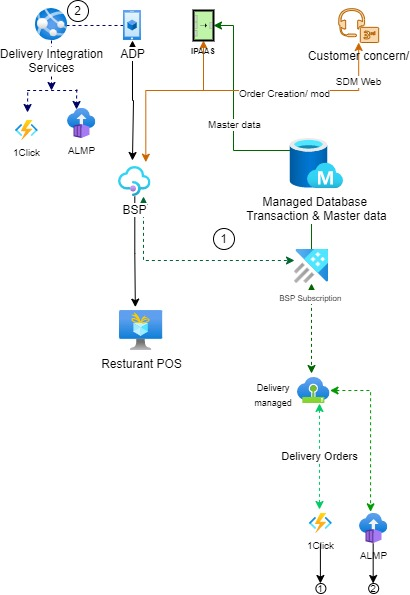 2
Delivery Integration
Services
ADP
IPAAS
Customer concern/
SDM Web
Order Creation/ mod
1Click
ALMP
Master data
Managed Database
Transaction & Master data
BSP
1
BSP Subscription
Resturant POS
Delivery
managed
Delivery Orders
1Click
ALMP
1
2